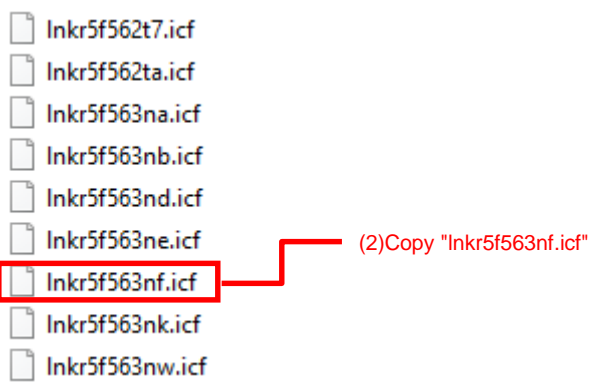 lnkr5f562t7.icf
lnkr5f562ta.icf
lnkr5f563na.icf
lnkr5f563nb.icf
lnkr5f563nd.icf
lnkr5f563ne.icf
(2)Copy "lnkr5f563nf.icf"
lnkr5f563nf.icf
lnkr5f563nk.icf
lnkr5f563nw.icf